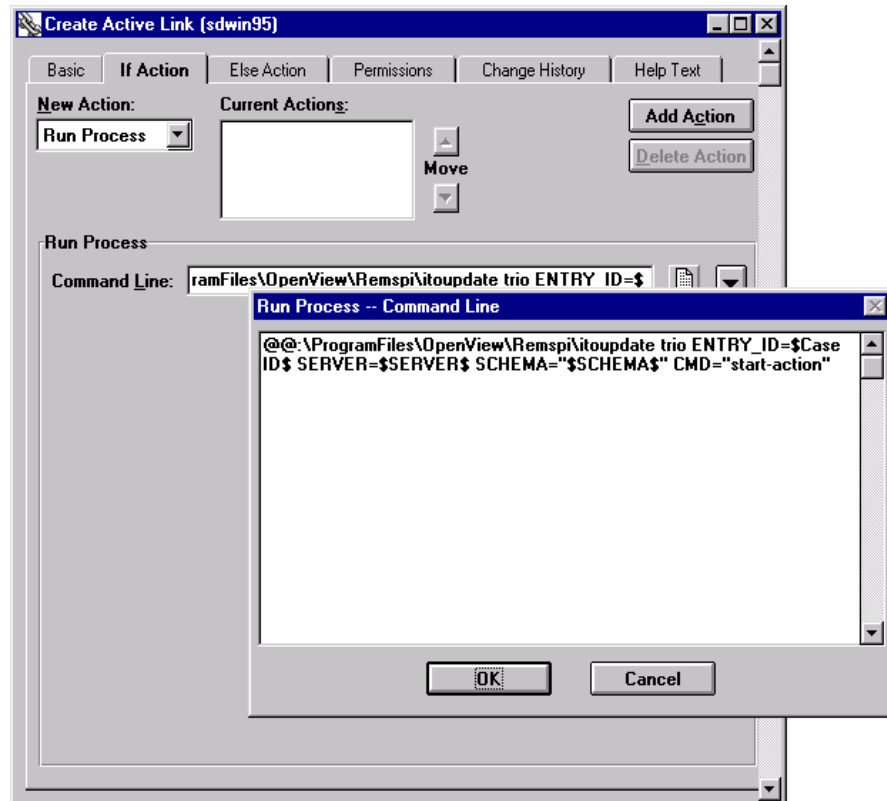 Create Active Link (sdwin95)
Basic If Action Else Action Permissions Change History Help Text
New Action: Current Actions:
Run Process
Add Action
Move
Delete Action
Run Process
Command Line: ramFiles\OpenView\Remspi\itoupdate trio ENTRY_ID=$
Run Process -- Command Line
@@:\ProgramFiles\OpenView\Remspi\itoupdate trio ENTRY_ID=$Case
ID$ SERVER=$SERVER$ SCHEMA="$SCHEMA$" CMD="start-action"
OK Cancel